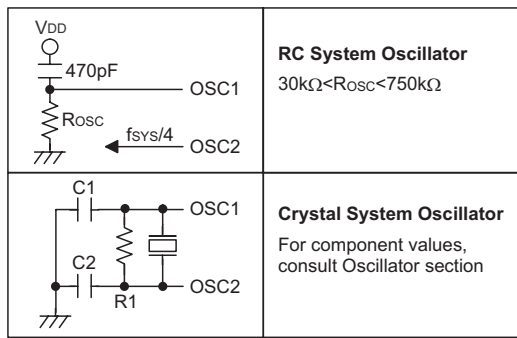 VDD
470pF
OSC1
ROSC
fSYS/4
OSC2
RC System Oscillator
30kΩ<ROSC<750kΩ
C1
OSC1
C2
R1
OSC2
Crystal System Oscillator
For component values,
consult Oscillator section